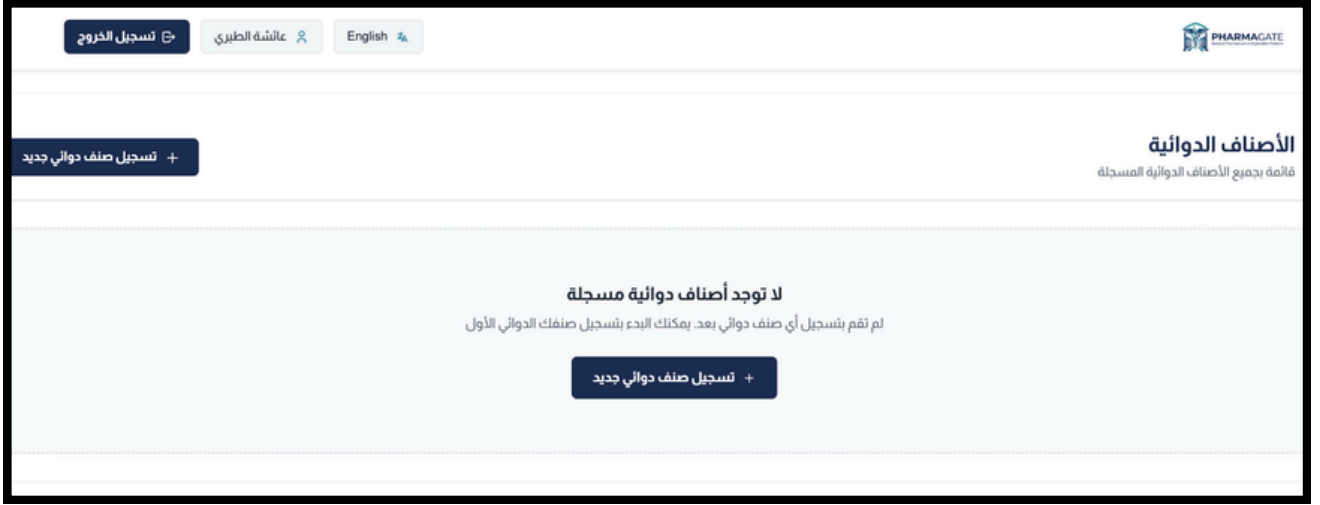 PHARMAGATE
English
عائشة الطيري
تسجيل الخروج
الأصناف الدوائية
قائمة بجميع الأصناف الدوائية المسجلة
+ تسجيل صنف دوائي جديد
لا توجد أصناف دوائية مسجلة
لم تقم بتسجيل أي صنف دوائي بعد. يمكنك البدء بتسجيل صنفك الدوائي الأول
+ تسجيل صنف دوائي جديد